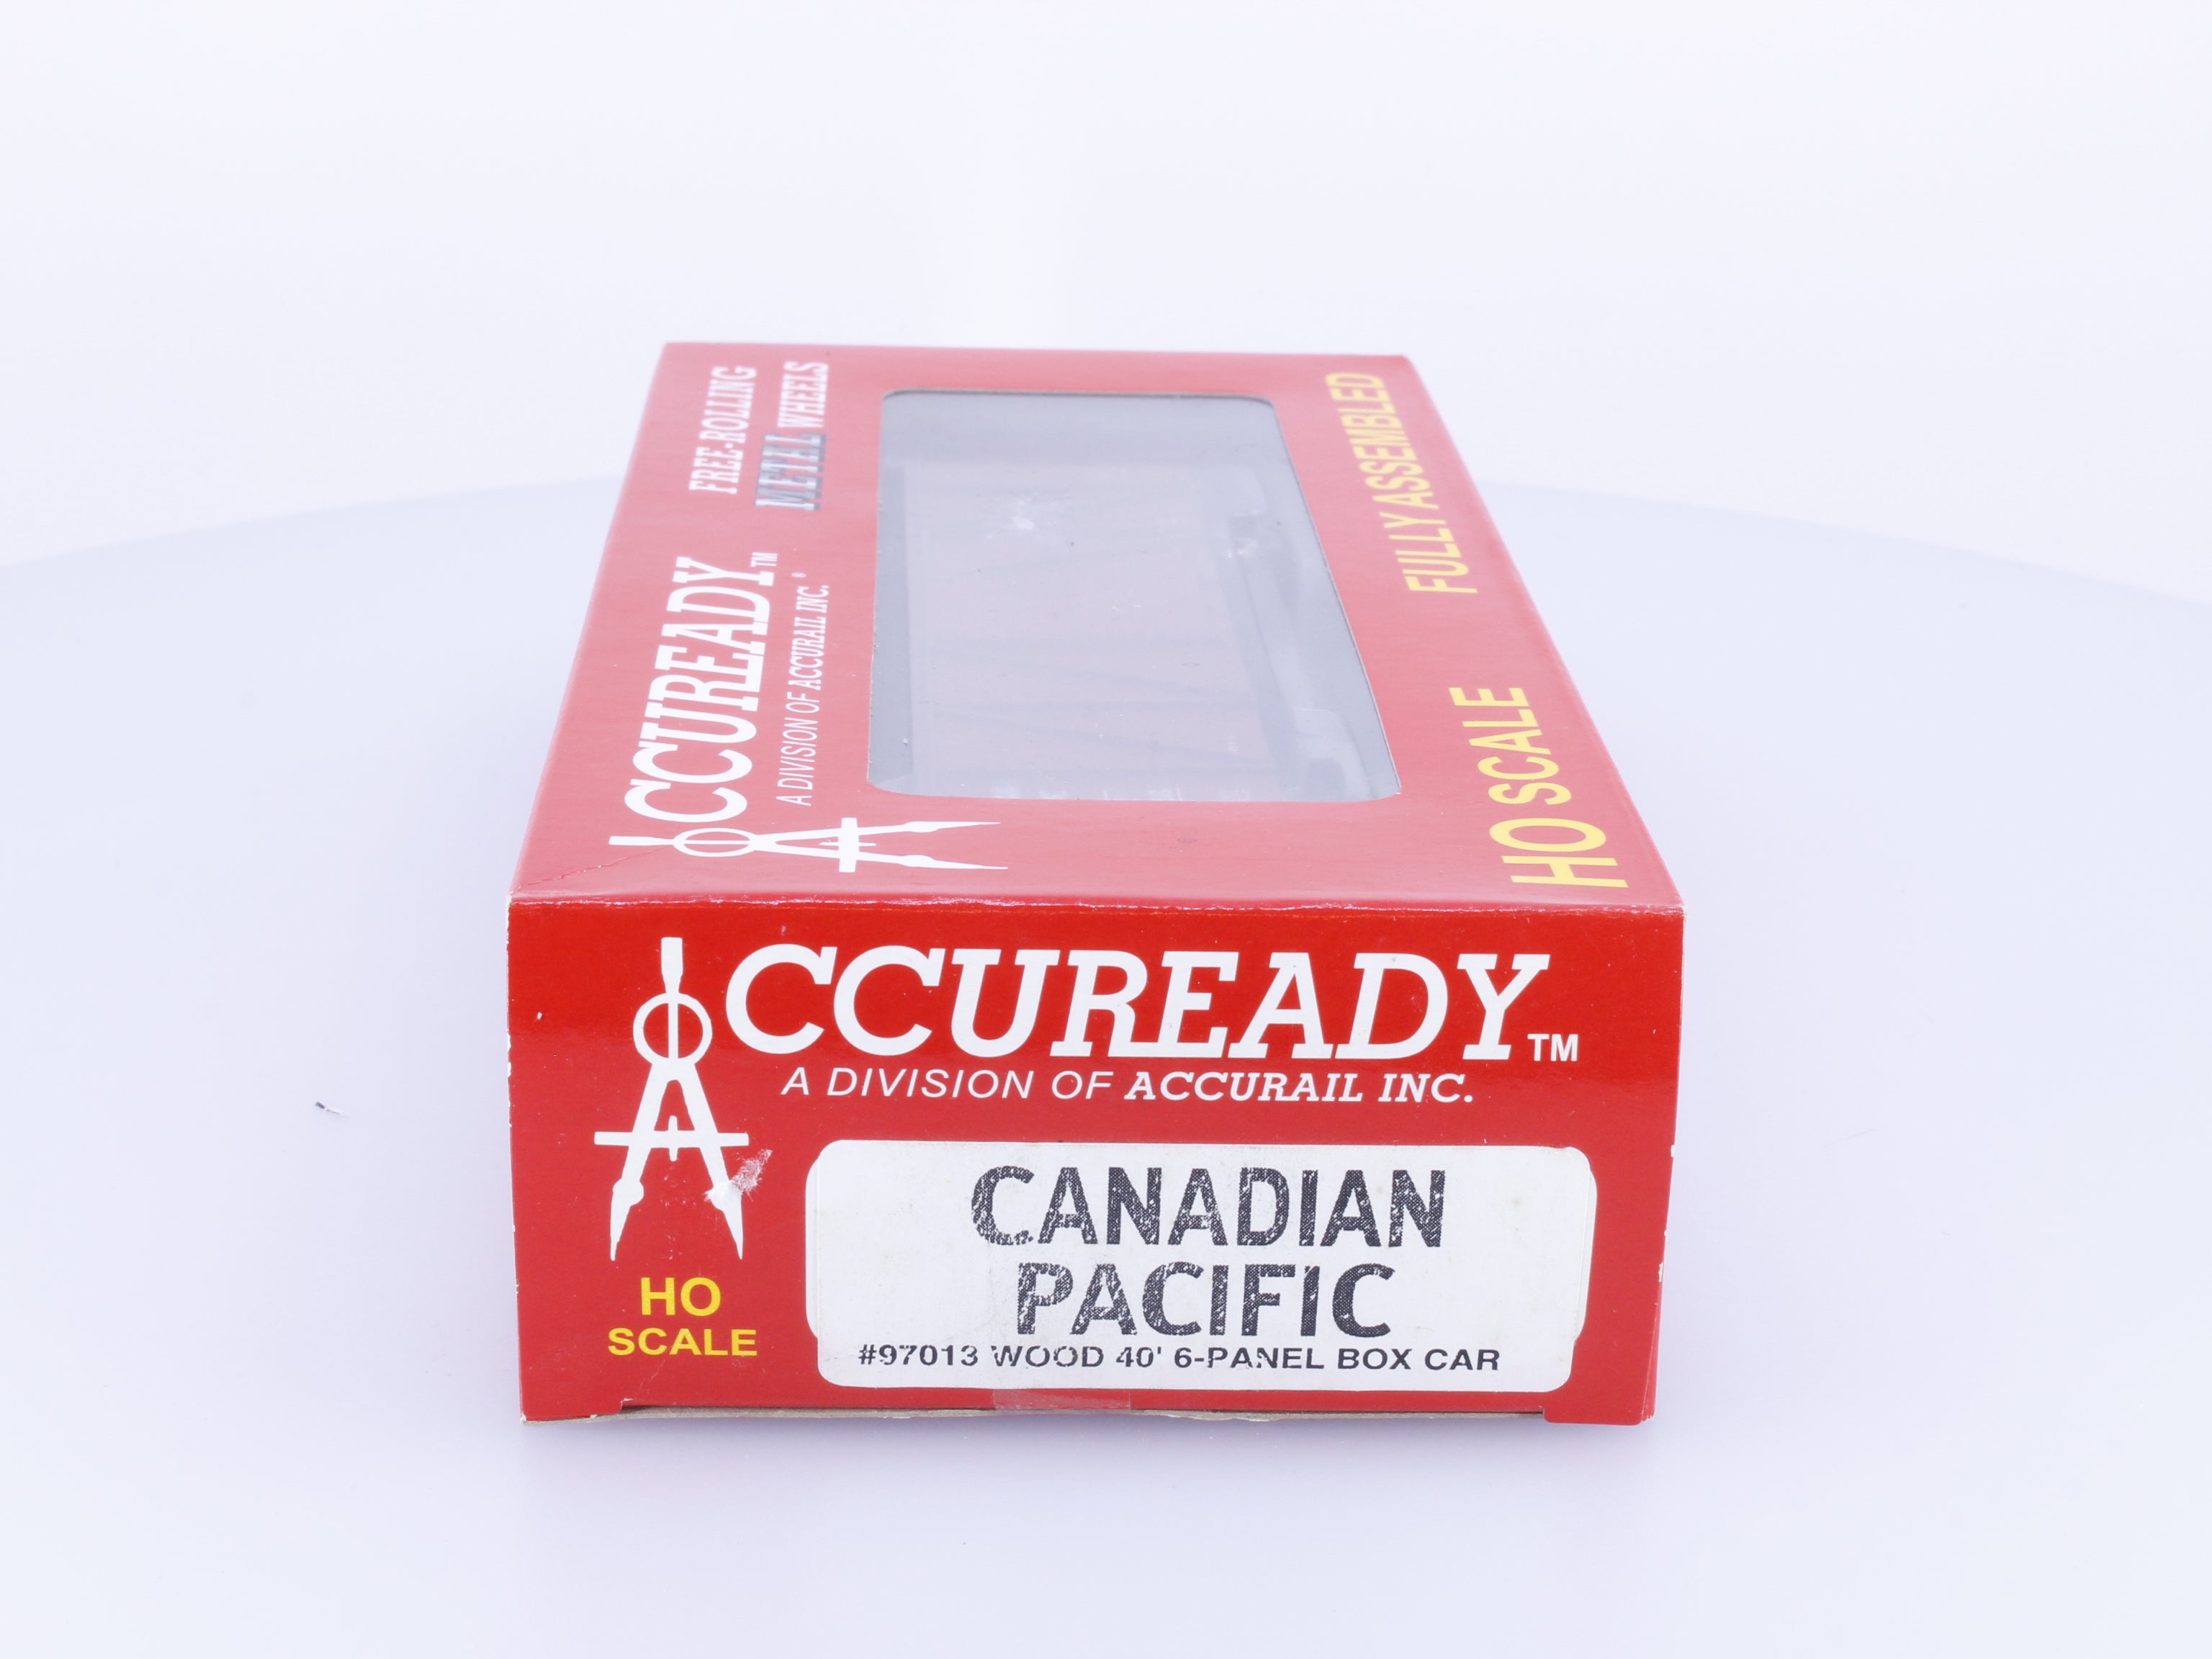 FREE-ROLLING
METAL WHEELS
ACCUREADY™
A DIVISION OF ACCURAIL INC.®
FULLY ASSEMBLED
HO SCALE
ACCUREADY™
A DIVISION OF ACCURAIL INC.
HO
SCALE
CANADIAN
PACIFIC
#97013 WOOD 40' 6-PANEL BOX CAR